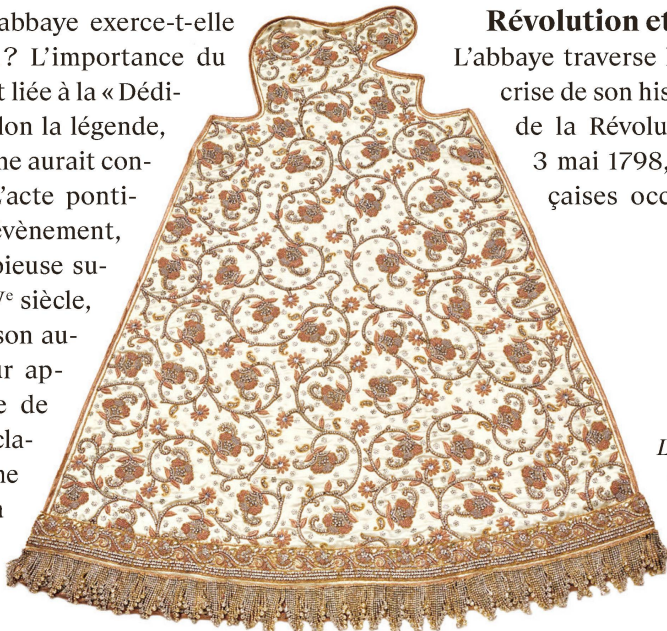 abbaye exerce-t-elle
? L’importance du
t liée à la « Dédi-
lon la légende,
ne aurait con-
L’acte ponti-
évènement,
pieuse su-
Ve siècle,
son au-
ur ap-
e de
cla-
ne
Révolution et
L’abbaye traverse
crise de son his
de la Révolu
3 mai 1798,
çaises occ